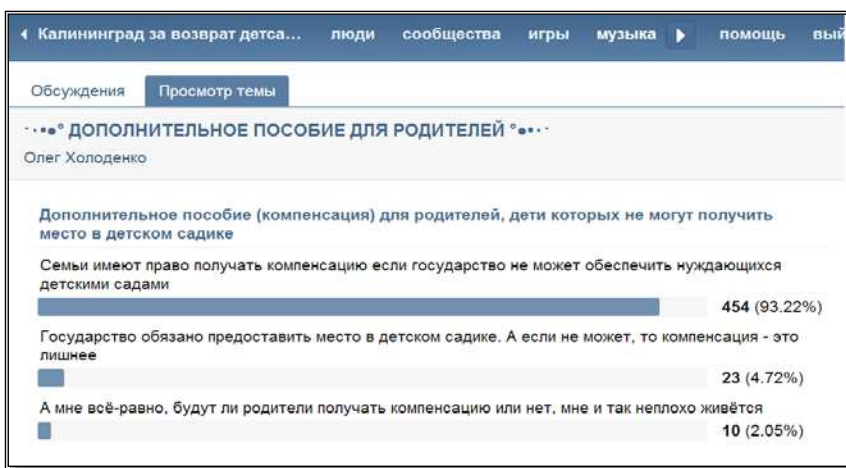 Калининград за возврат детса... люди сообщества игры музыка помощь вый
Обсуждения Просмотр темы
··•●° ДОПОЛНИТЕЛЬНОЕ ПОСОБИЕ ДЛЯ РОДИТЕЛЕЙ °●•··
Олег Холоденко
Дополнительное пособие (компенсация) для родителей, дети которых не могут получить
место в детском садике
Семьи имеют право получать компенсацию если государство не может обеспечить нуждающихся
детскими садами
454 (93.22%)
Государство обязано предоставить место в детском садике. А если не может, то компенсация - это
лишнее
23 (4.72%)
А мне всё-равно, будут ли родители получать компенсацию или нет, мне и так неплохо живётся
10 (2.05%)